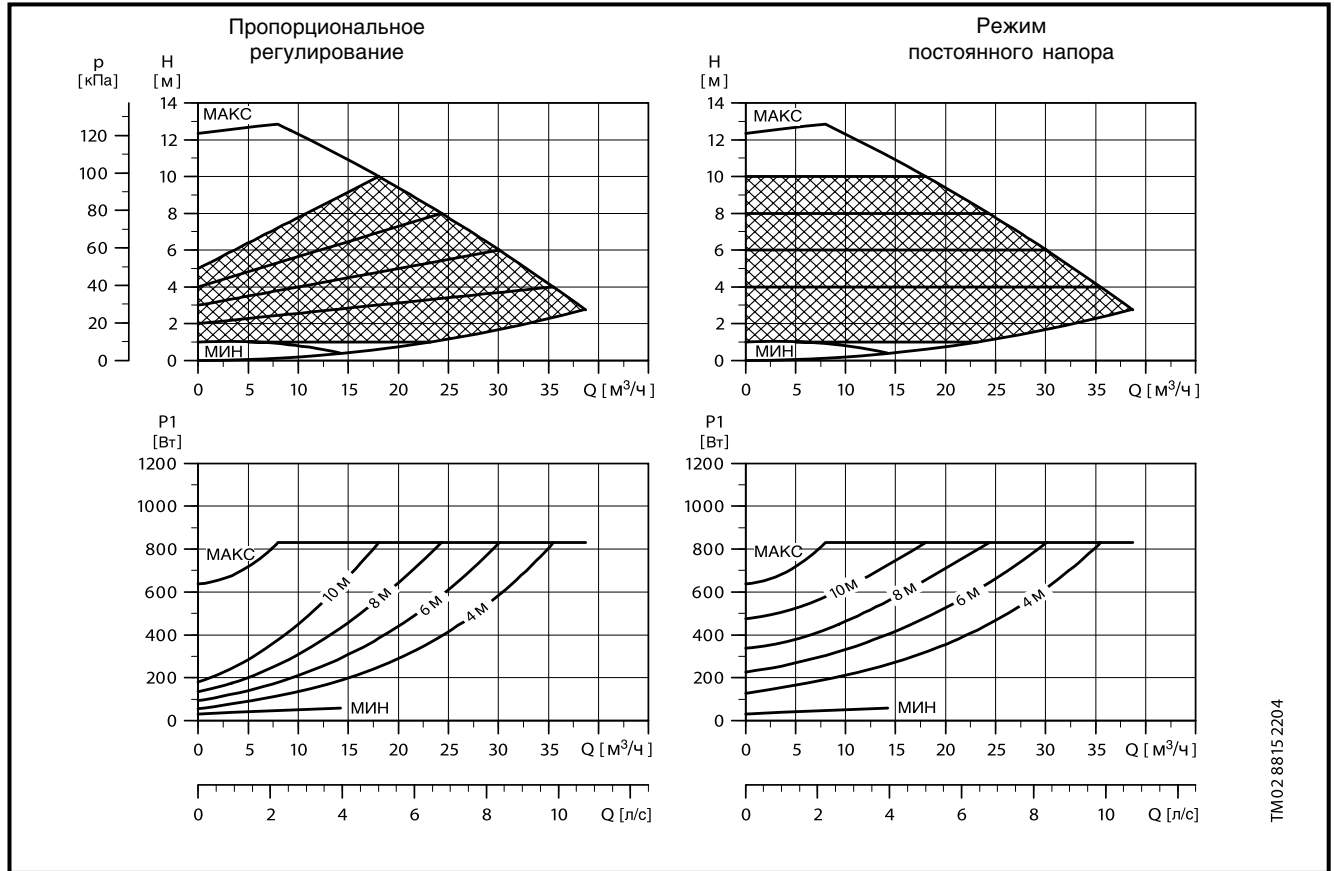 Пропорциональное
регулирование
Режим
постоянного напора
p
[кПа]
H
[м]
120
100
80
60
40
20
0
14
12
10
8
6
4
2
0
МАКС
МИН
0 5 10 15 20 25 30 35 Q [м³/ч]
H
[м]
14
12
10
8
6
4
2
0
МАКС
МИН
0 5 10 15 20 25 30 35 Q [м³/ч]
P1
[Вт]
1200
1000
800
600
400
200
0
МАКС
10 м
8 м
6 м
4 м
МИН
0 5 10 15 20 25 30 35 Q [м³/ч]
0 2 4 6 8 10 Q [л/с]
P1
[Вт]
1200
1000
800
600
400
200
0
МАКС
10 м
8 м
6 м
4 м
МИН
0 5 10 15 20 25 30 35 Q [м³/ч]
0 2 4 6 8 10 Q [л/с]
TM02 8815 2204